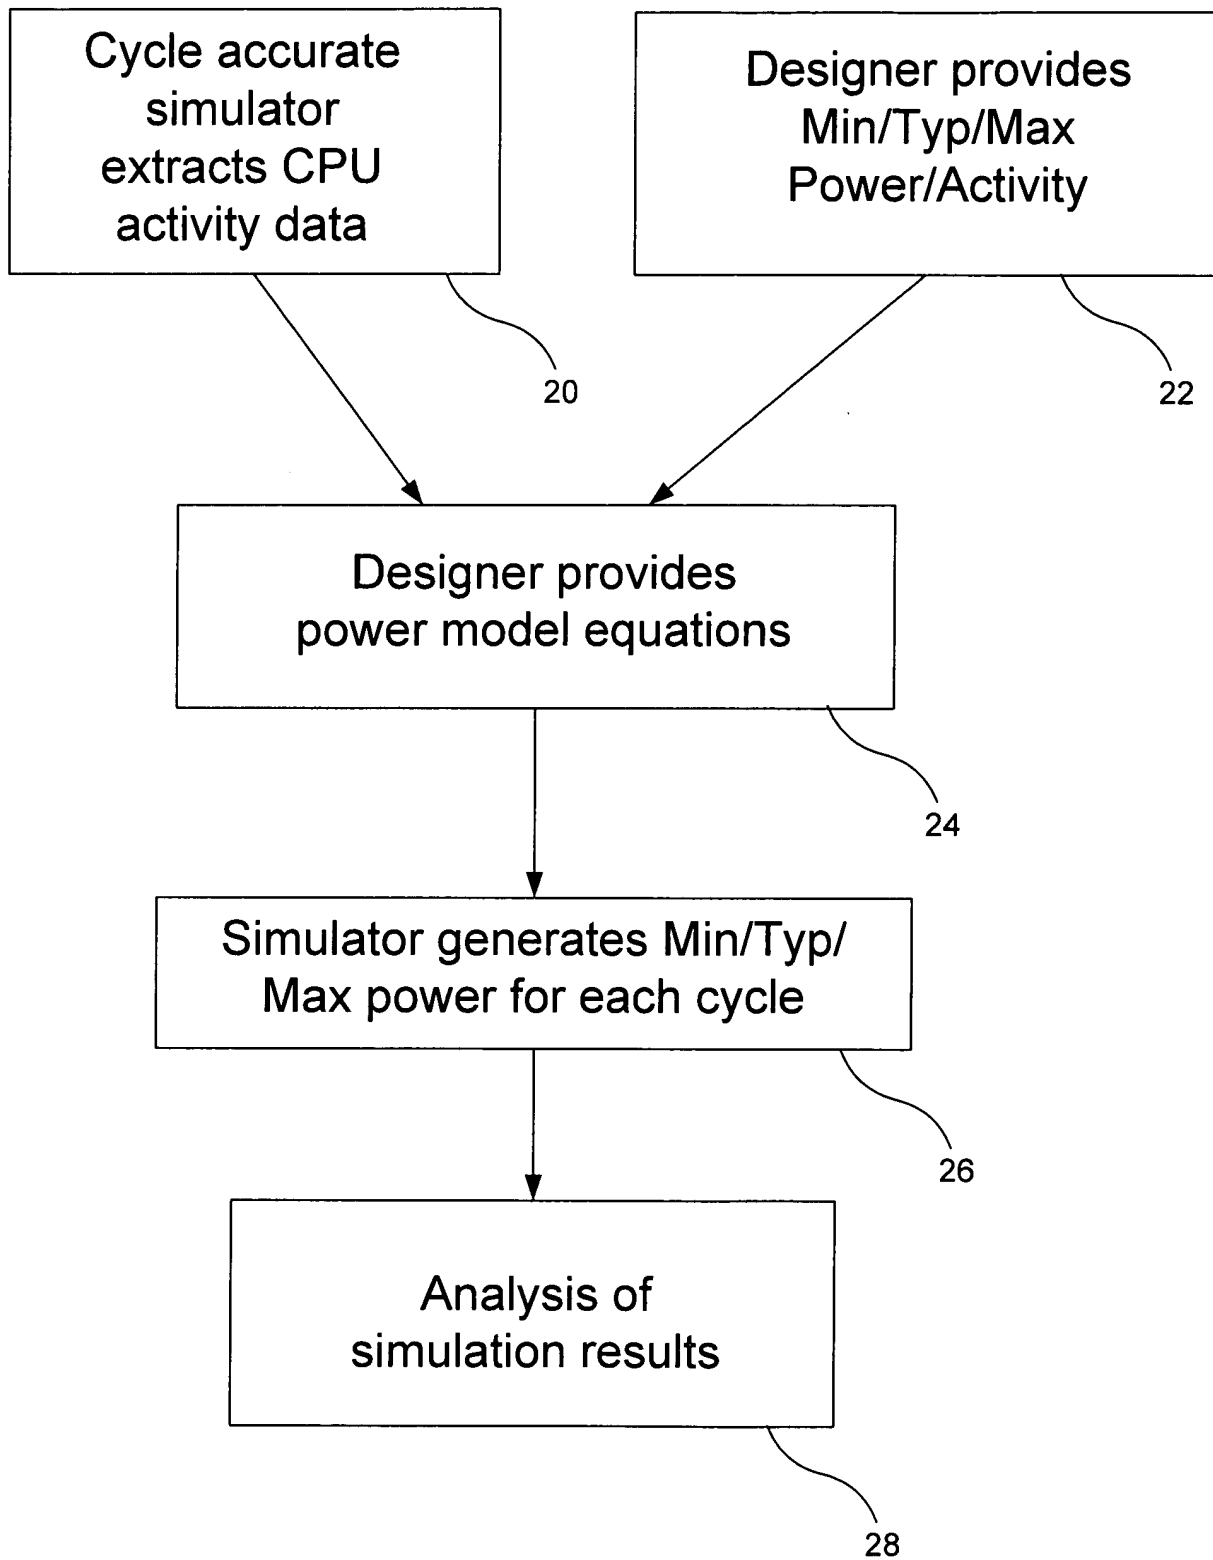 Cycle accurate
simulator
extracts CPU
activity data
20
Designer provides
Min/Typ/Max
Power/Activity
22
Designer provides
power model equations
24
Simulator generates Min/Typ/
Max power for each cycle
26
Analysis of
simulation results
28